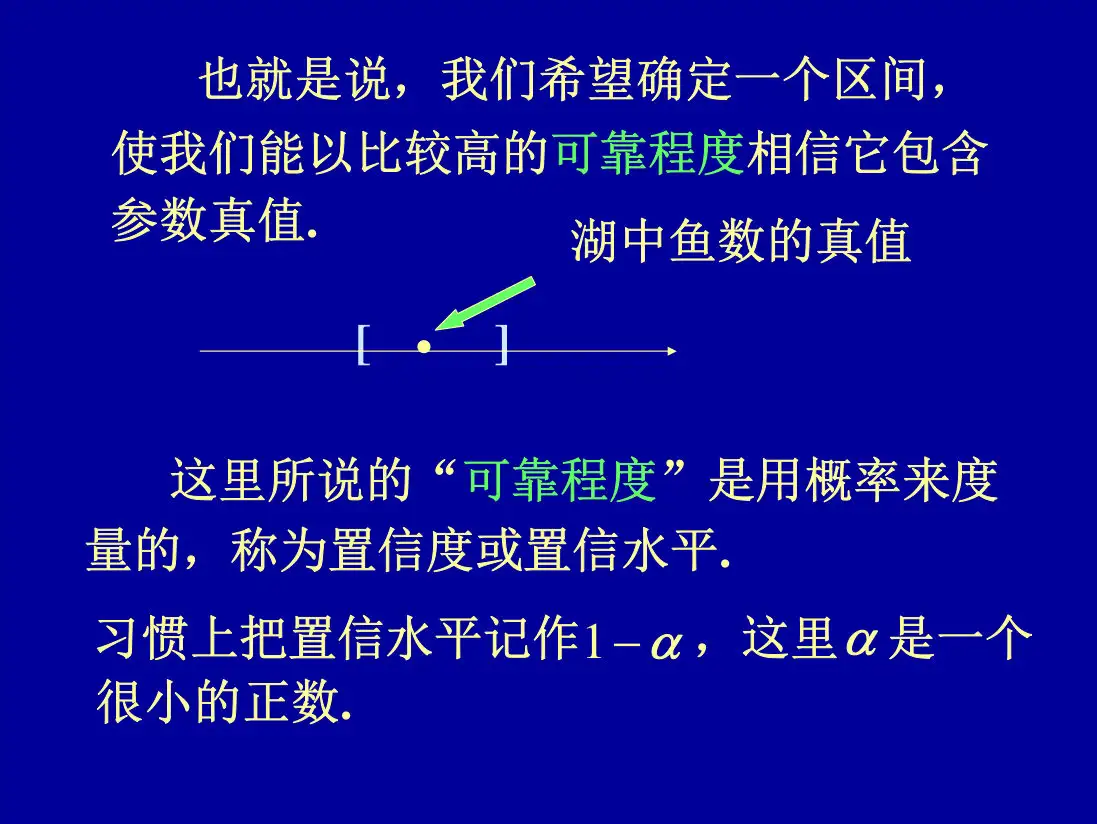 也就是说，我们希望确定一个区间，
使我们能以比较高的可靠程度相信它包含
参数真值.
湖中鱼数的真值
[ ]
这里所说的“可靠程度”是用概率来度
量的，称为置信度或置信水平.
习惯上把置信水平记作1－α，这里α是一个
很小的正数.